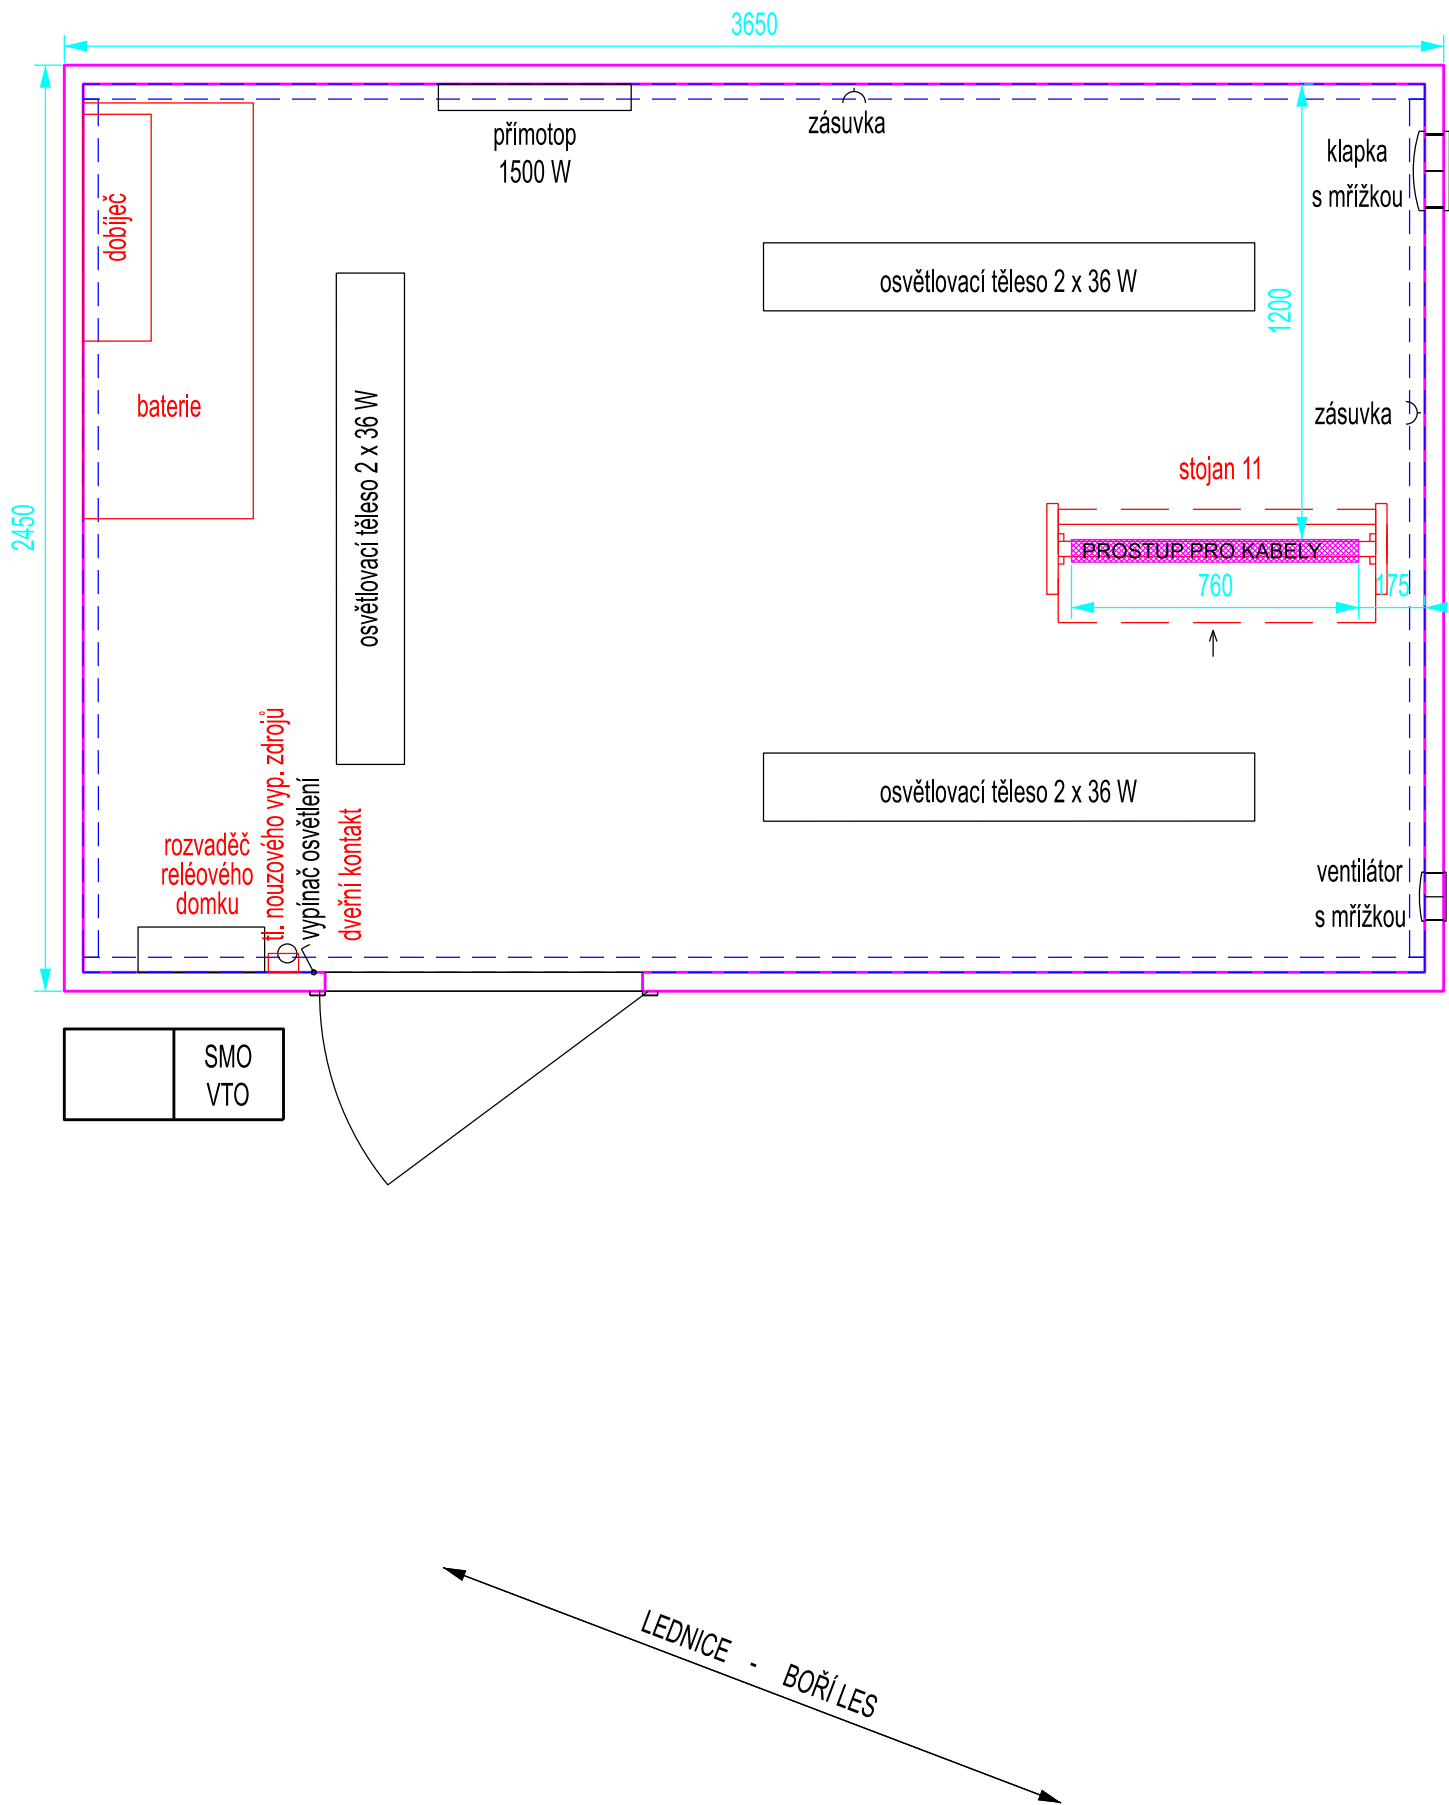 3650
přímotop
1500 W
zásuvka
klapka
s mřížkou
dobíječ
osvětlovací těleso 2 x 36 W
1200
baterie
osvětlovací těleso 2 x 36 W
zásuvka
stojan 11
2450
PROSTUP PRO KABELY
760
175
osvětlovací těleso 2 x 36 W
rozvaděč
reléového
domku
tl. nouzového vyp. zdrojů
vypínač osvětlení
dveřní kontakt
ventilátor
s mřížkou
SMO
VTO
LEDNICE - BOŘÍ LES